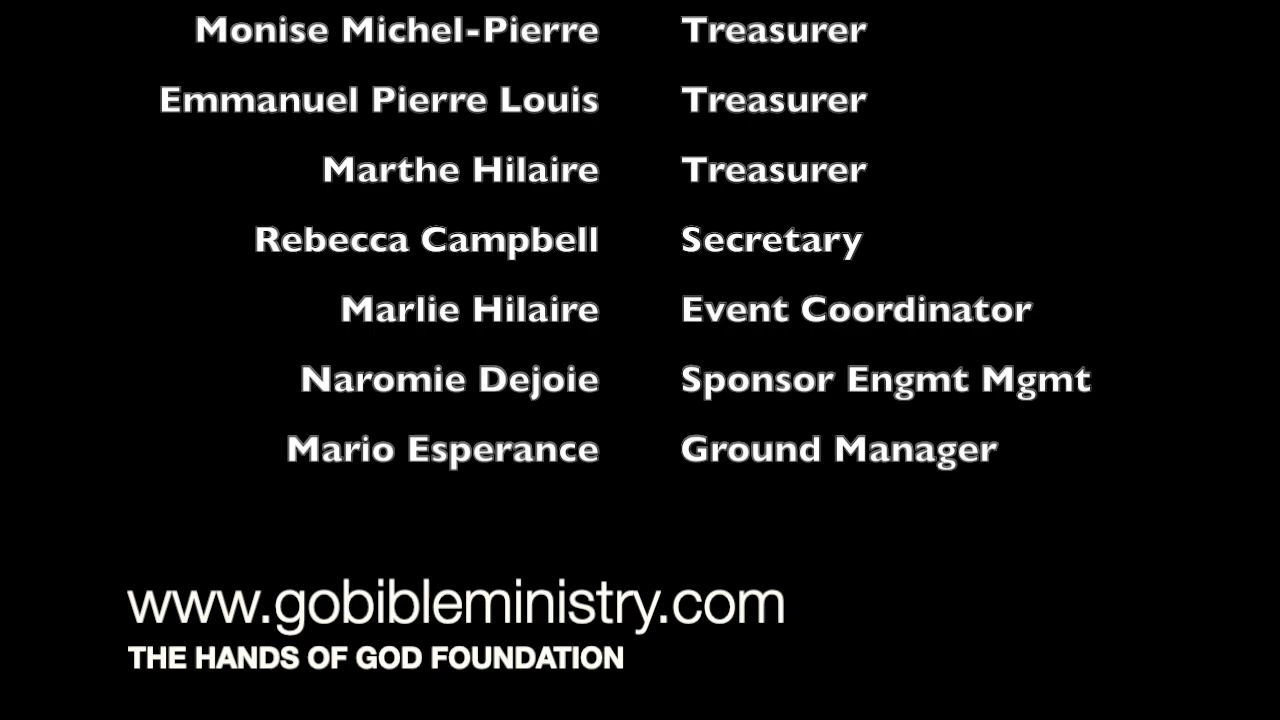 Monise Michel-Pierre Treasurer
Emmanuel Pierre Louis Treasurer
Marthe Hilaire Treasurer
Rebecca Campbell Secretary
Marlie Hilaire Event Coordinator
Naromie Dejoie Sponsor Engmt Mgmt
Mario Esperance Ground Manager
www.gobibleministry.com
THE HANDS OF GOD FOUNDATION